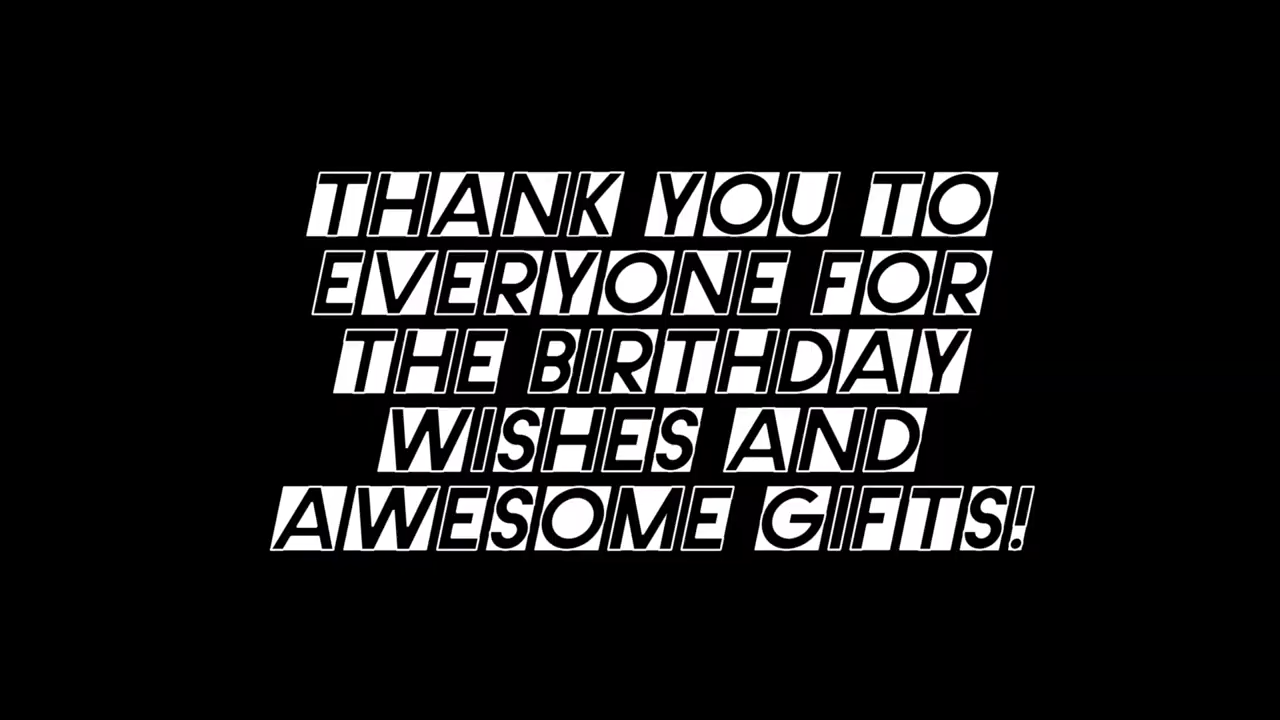 THANK YOU TO
EVERYONE FOR
THE BIRTHDAY
WISHES AND
AWESOME GIFTS!